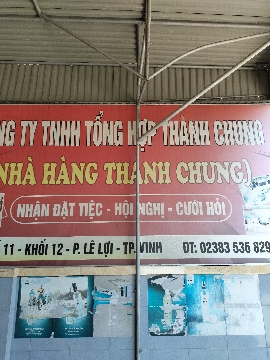 NG TY TNHH TỔNG HỢP THÀNH CHUNG
(NHÀ HÀNG THÀNH CHUNG)
NHẬN ĐẶT TIỆC - HỘI NGHỊ - CƯỚI HỎI
11 - KHỐI 12 - P. LÊ LỢI - TP. VINH ĐT: 02383 536 829